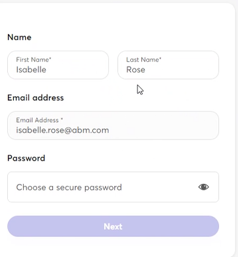 Name
First Name* Last Name*
Isabelle Rose
Email address
Email Address *
isabelle.rose@abm.com
Password
Choose a secure password
Next